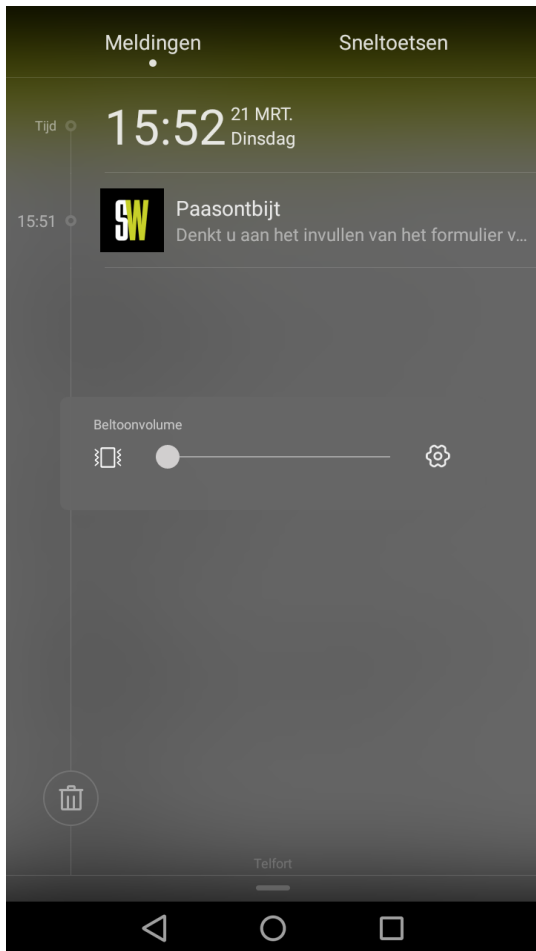 Meldingen
Sneltoetsen
Tijd
15:52
21 MRT.
Dinsdag
15:51
SW
Paasontbijt
Denkt u aan het invullen van het formulier v...
Beltoonvolume
Telfort